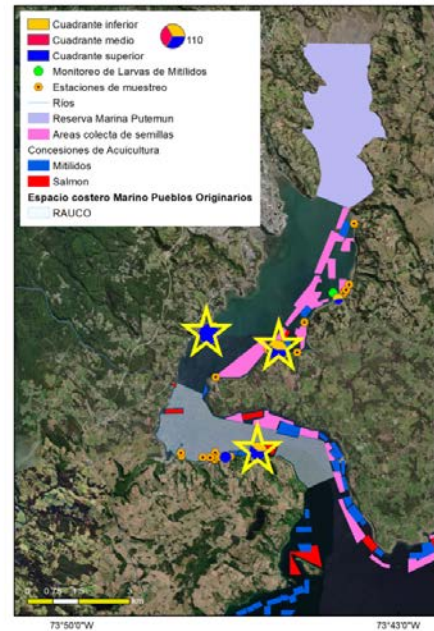 Cuadrante inferior
Cuadrante medio
110
Cuadrante superior
Monitoreo de Larvas de Mitílidos
Estaciones de muestreo
Ríos
Reserva Marina Putemun
Areas colecta de semillas
Concesiones de Acuicultura
Mitilidos
Salmon
Espacio costero Marino Pueblos Originarios
RAUCO
km
73°50'0"W
73°43'0"W